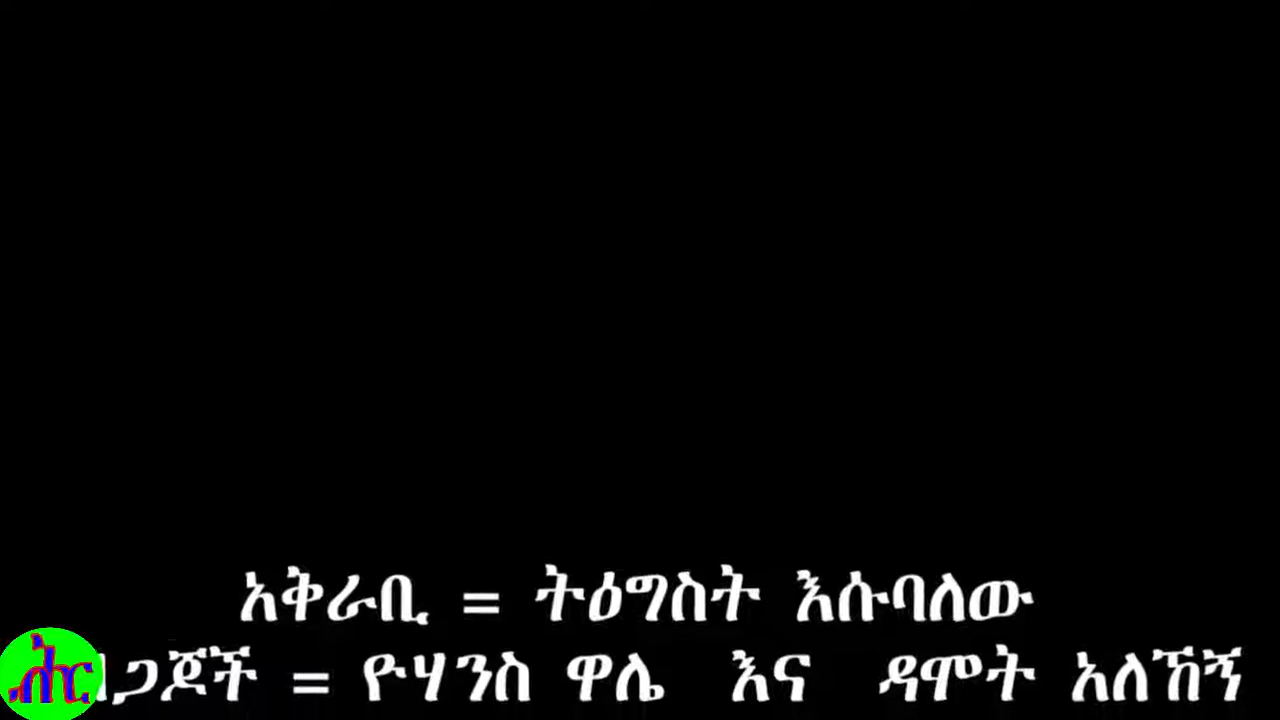 አቅራቢ = ትዕግስት እሱባለው
= ዮሃንስ ዋሌ እና ዳሞት አለኸኝ